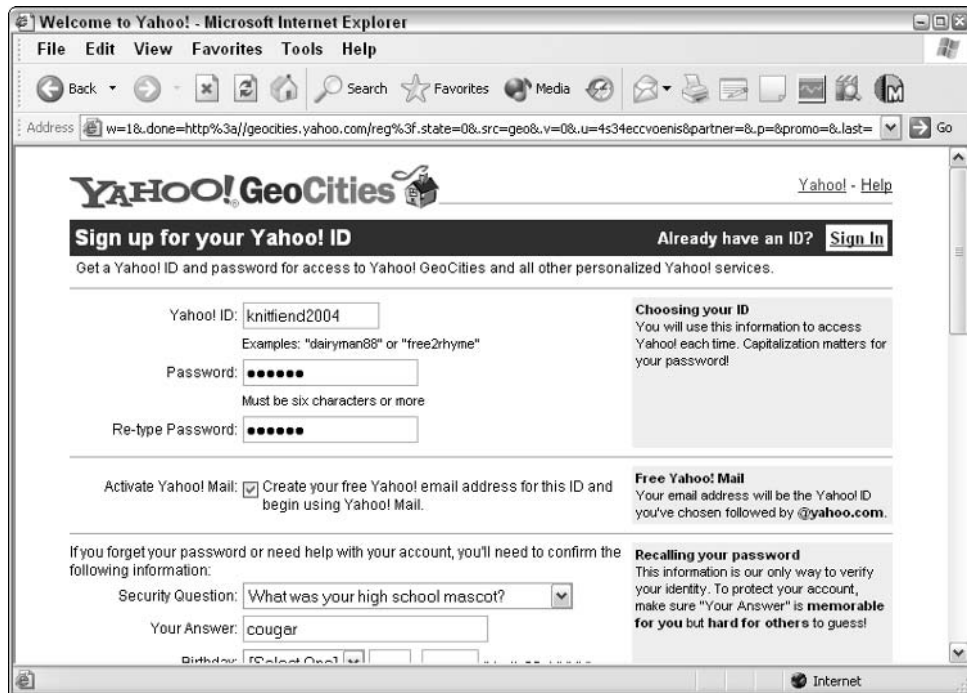 Welcome to Yahoo! - Microsoft Internet Explorer
File Edit View Favorites Tools Help
Back Search Favorites Media
Address w=1&.done=http%3a//geocities.yahoo.com/reg%3f.state=0&.src=geo&.v=0&.u=4s34eccvoenis&partner=&.p=&promo=&.last= Go
YAHOO! GeoCities
Yahoo! - Help
Sign up for your Yahoo! ID
Already have an ID? Sign In
Get a Yahoo! ID and password for access to Yahoo! GeoCities and all other personalized Yahoo! services.
Yahoo! ID: knitfiend2004
Examples: "dairyman88" or "free2rhyme"
Password: ••••••
Must be six characters or more
Re-type Password: ••••••
Choosing your ID
You will use this information to access
Yahoo! each time. Capitalization matters for
your password!
Activate Yahoo! Mail: Create your free Yahoo! email address for this ID and
begin using Yahoo! Mail.
Free Yahoo! Mail
Your email address will be the Yahoo! ID
you've chosen followed by @yahoo.com.
If you forget your password or need help with your account, you'll need to confirm the
following information:
Security Question: What was your high school mascot?
Your Answer: cougar
Birthday: [Select One]
Recalling your password
This information is our only way to verify
your identity. To protect your account,
make sure "Your Answer" is memorable
for you but hard for others to guess!
Internet